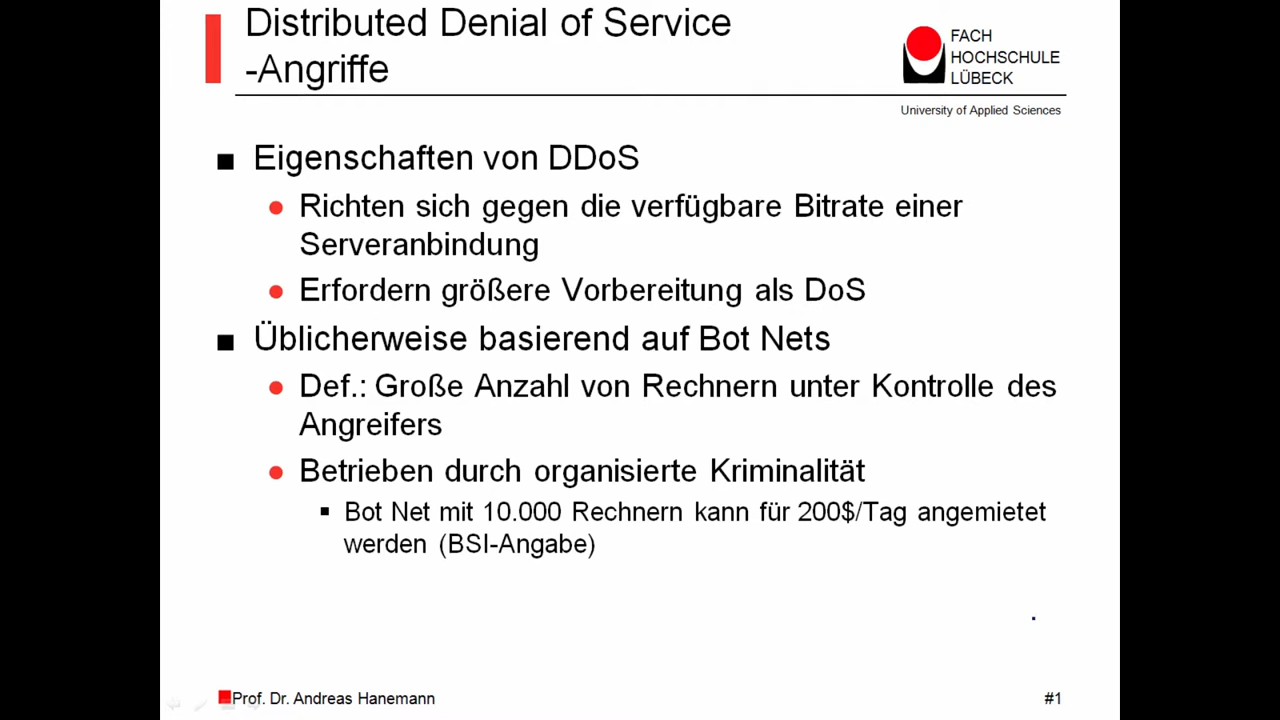 Distributed Denial of Service
-Angriffe
FACH
HOCHSCHULE
LÜBECK
University of Applied Sciences
Eigenschaften von DDoS
Richten sich gegen die verfügbare Bitrate einer
Serveranbindung
Erfordern größere Vorbereitung als DoS
Üblicherweise basierend auf Bot Nets
Def.: Große Anzahl von Rechnern unter Kontrolle des
Angreifers
Betrieben durch organisierte Kriminalität
Bot Net mit 10.000 Rechnern kann für 200$/Tag angemietet
werden (BSI-Angabe)
Prof. Dr. Andreas Hanemann
#1